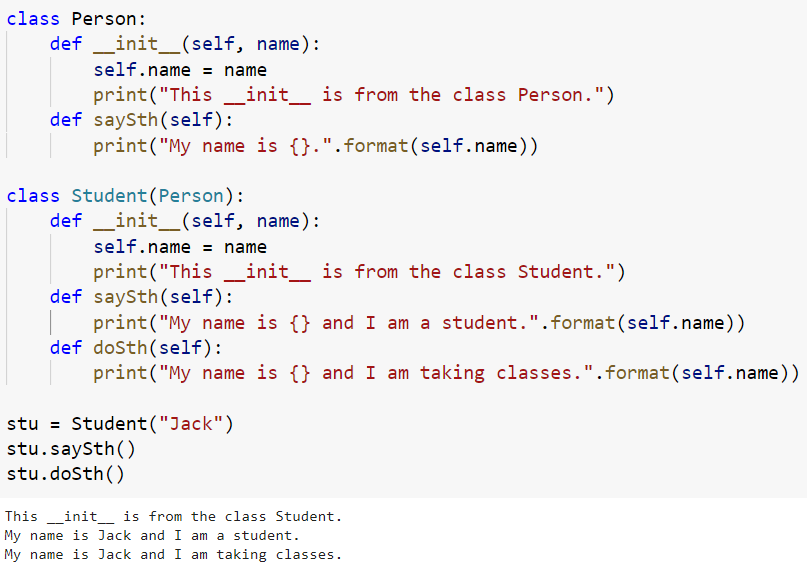 class Person:
    def __init__(self, name):
        self.name = name
        print("This __init__ is from the class Person.")
    def saySth(self):
        print("My name is {}.".format(self.name))

class Student(Person):
    def __init__(self, name):
        self.name = name
        print("This __init__ is from the class Student.")
    def saySth(self):
        print("My name is {} and I am a student.".format(self.name))
    def doSth(self):
        print("My name is {} and I am taking classes.".format(self.name))

stu = Student("Jack")
stu.saySth()
stu.doSth()

This __init__ is from the class Student.
My name is Jack and I am a student.
My name is Jack and I am taking classes.